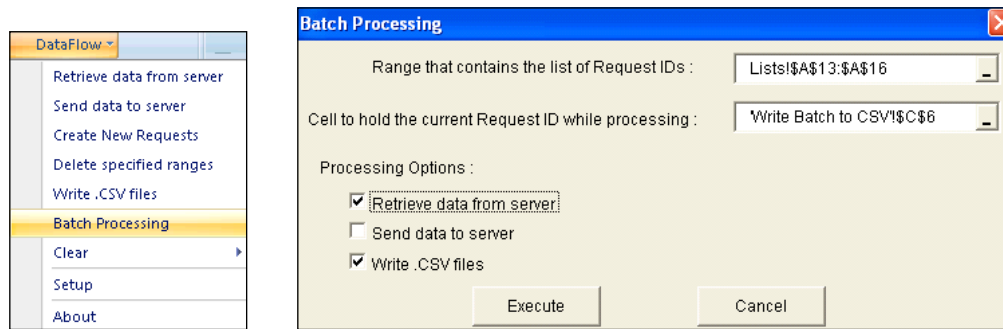 DataFlow
Retrieve data from server
Send data to server
Create New Requests
Delete specified ranges
Write .CSV files
Batch Processing
Clear
Setup
About
Batch Processing
Range that contains the list of Request IDs :
Lists!$A$13:$A$16
Cell to hold the current Request ID while processing :
'Write Batch to CSV'!$C$6
Processing Options :
Retrieve data from server
Send data to server
Write .CSV files
Execute Cancel